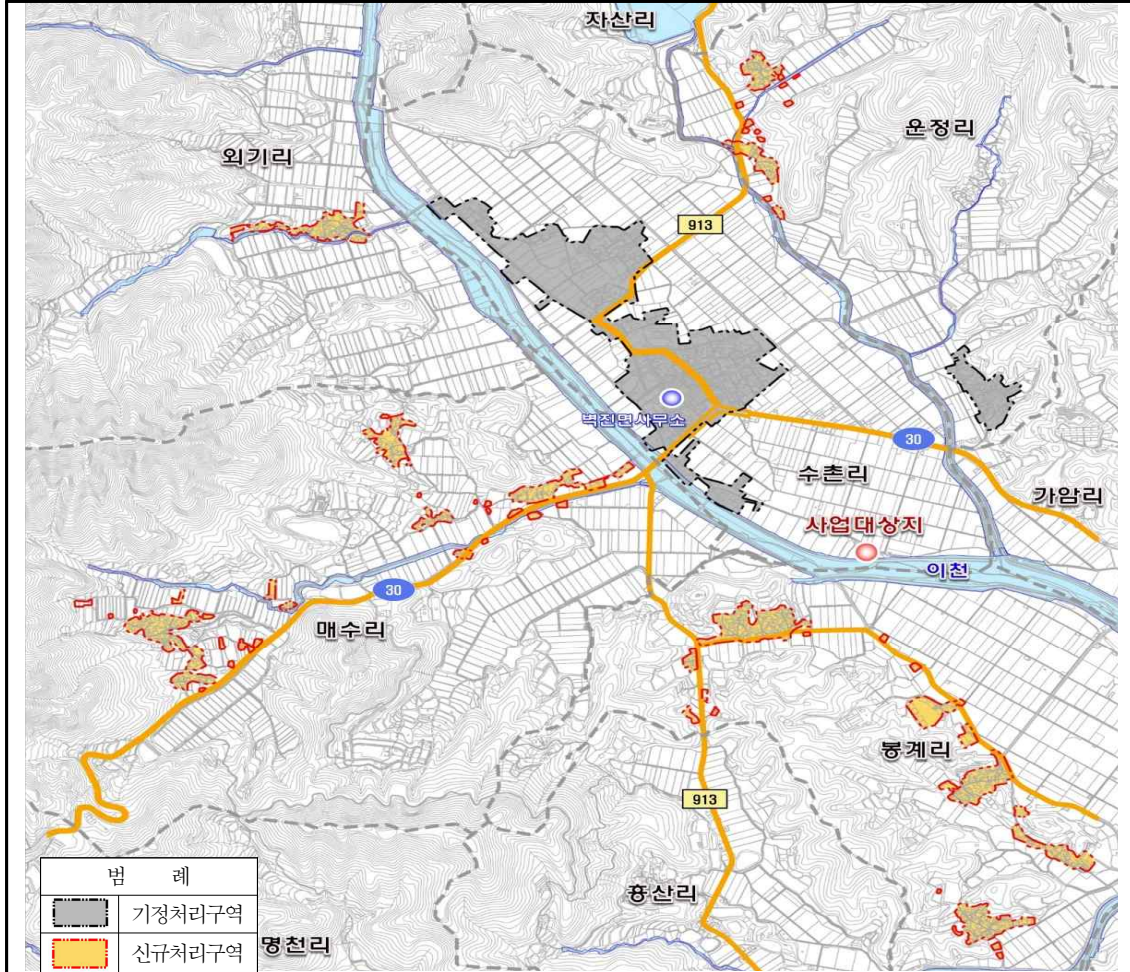 자산리
운정리
외기리
913
벽진면사무소
30
수촌리
가암리
사업대상지
이천
30
매수리
봉계리
913
흉산리
명천리
범 례
기정처리구역
신규처리구역